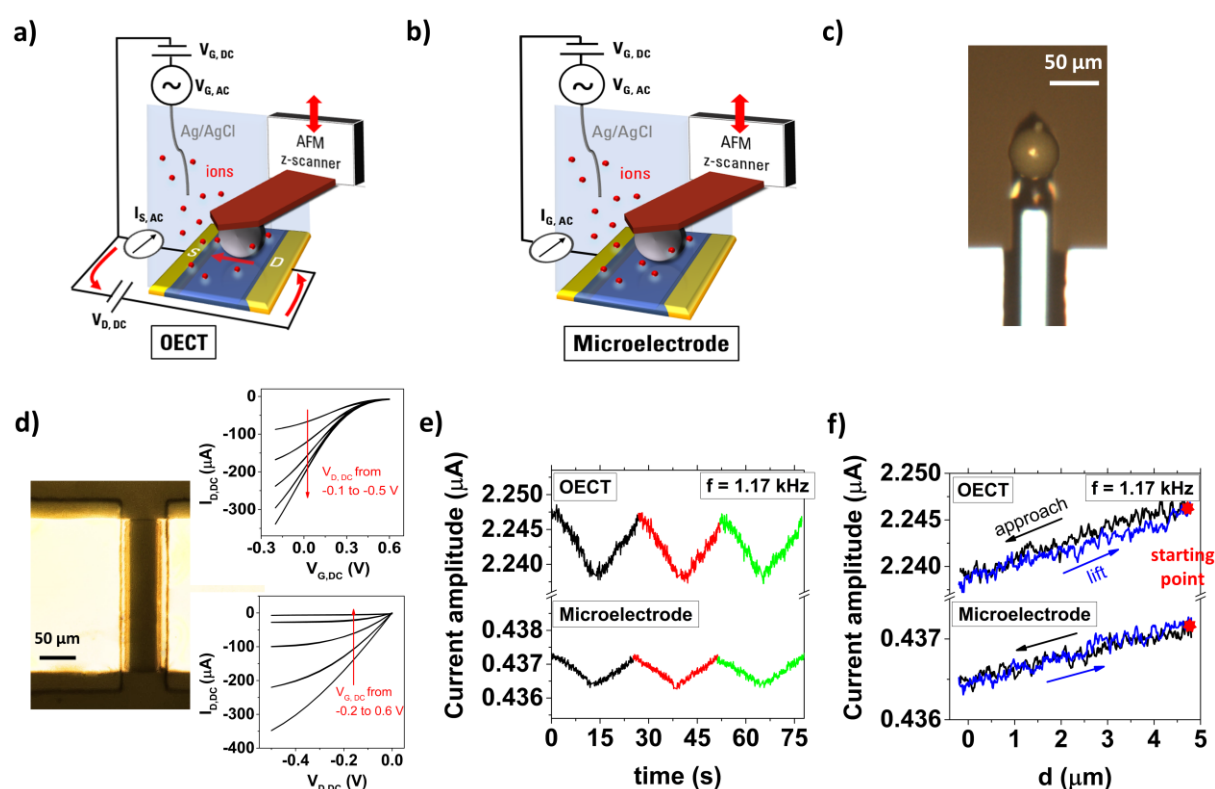 a)
V_G, DC
V_G, AC
Ag/AgCl
AFM
z-scanner
ions
I_S, AC
S
D
V_D, DC
OECT
b)
V_G, DC
V_G, AC
Ag/AgCl
AFM
z-scanner
ions
I_G, AC
Microelectrode
c)
50 µm
d)
50 µm
I_D,DC (µA)
0
-100
-200
-300
V_D, DC from
-0.1 to -0.5 V
-0.3 0.0 0.3 0.6
V_G,DC (V)
I_D,DC (µA)
0
-100
-200
-300
-400
V_G, DC from
-0.2 to 0.6 V
-0.4 -0.2 0.0
V_D,DC (V)
e)
Current amplitude (µA)
2.250
2.245
2.240
0.438
0.437
0.436
OECT
f = 1.17 kHz
Microelectrode
0 15 30 45 60 75
time (s)
f)
Current amplitude (µA)
2.250
2.245
2.240
0.437
0.436
OECT
f = 1.17 kHz
approach
lift
starting
point
Microelectrode
0 1 2 3 4 5
d (µm)